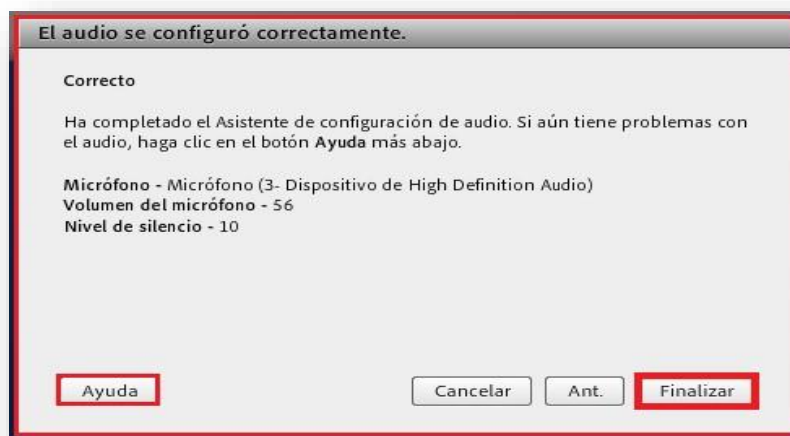 El audio se configuró correctamente.
Correcto
Ha completado el Asistente de configuración de audio. Si aún tiene problemas con
el audio, haga clic en el botón Ayuda más abajo.
Micrófono - Micrófono (3- Dispositivo de High Definition Audio)
Volumen del micrófono - 56
Nivel de silencio - 10
Ayuda Cancelar Ant. Finalizar